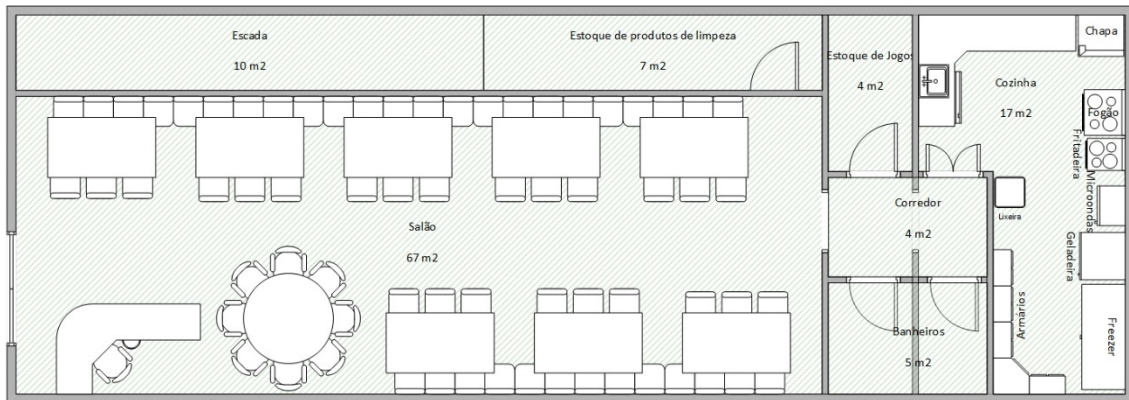 Escada
10 m2
Estoque de produtos de limpeza
7 m2
Estoque de Jogos
4 m2
Chapa
Cozinha
17 m2
Fogão
Fritadeira
Microondas
Geladeira
Lixeira
Corredor
4 m2
Salão
67 m2
Armários
Freezer
Banheiros
5 m2